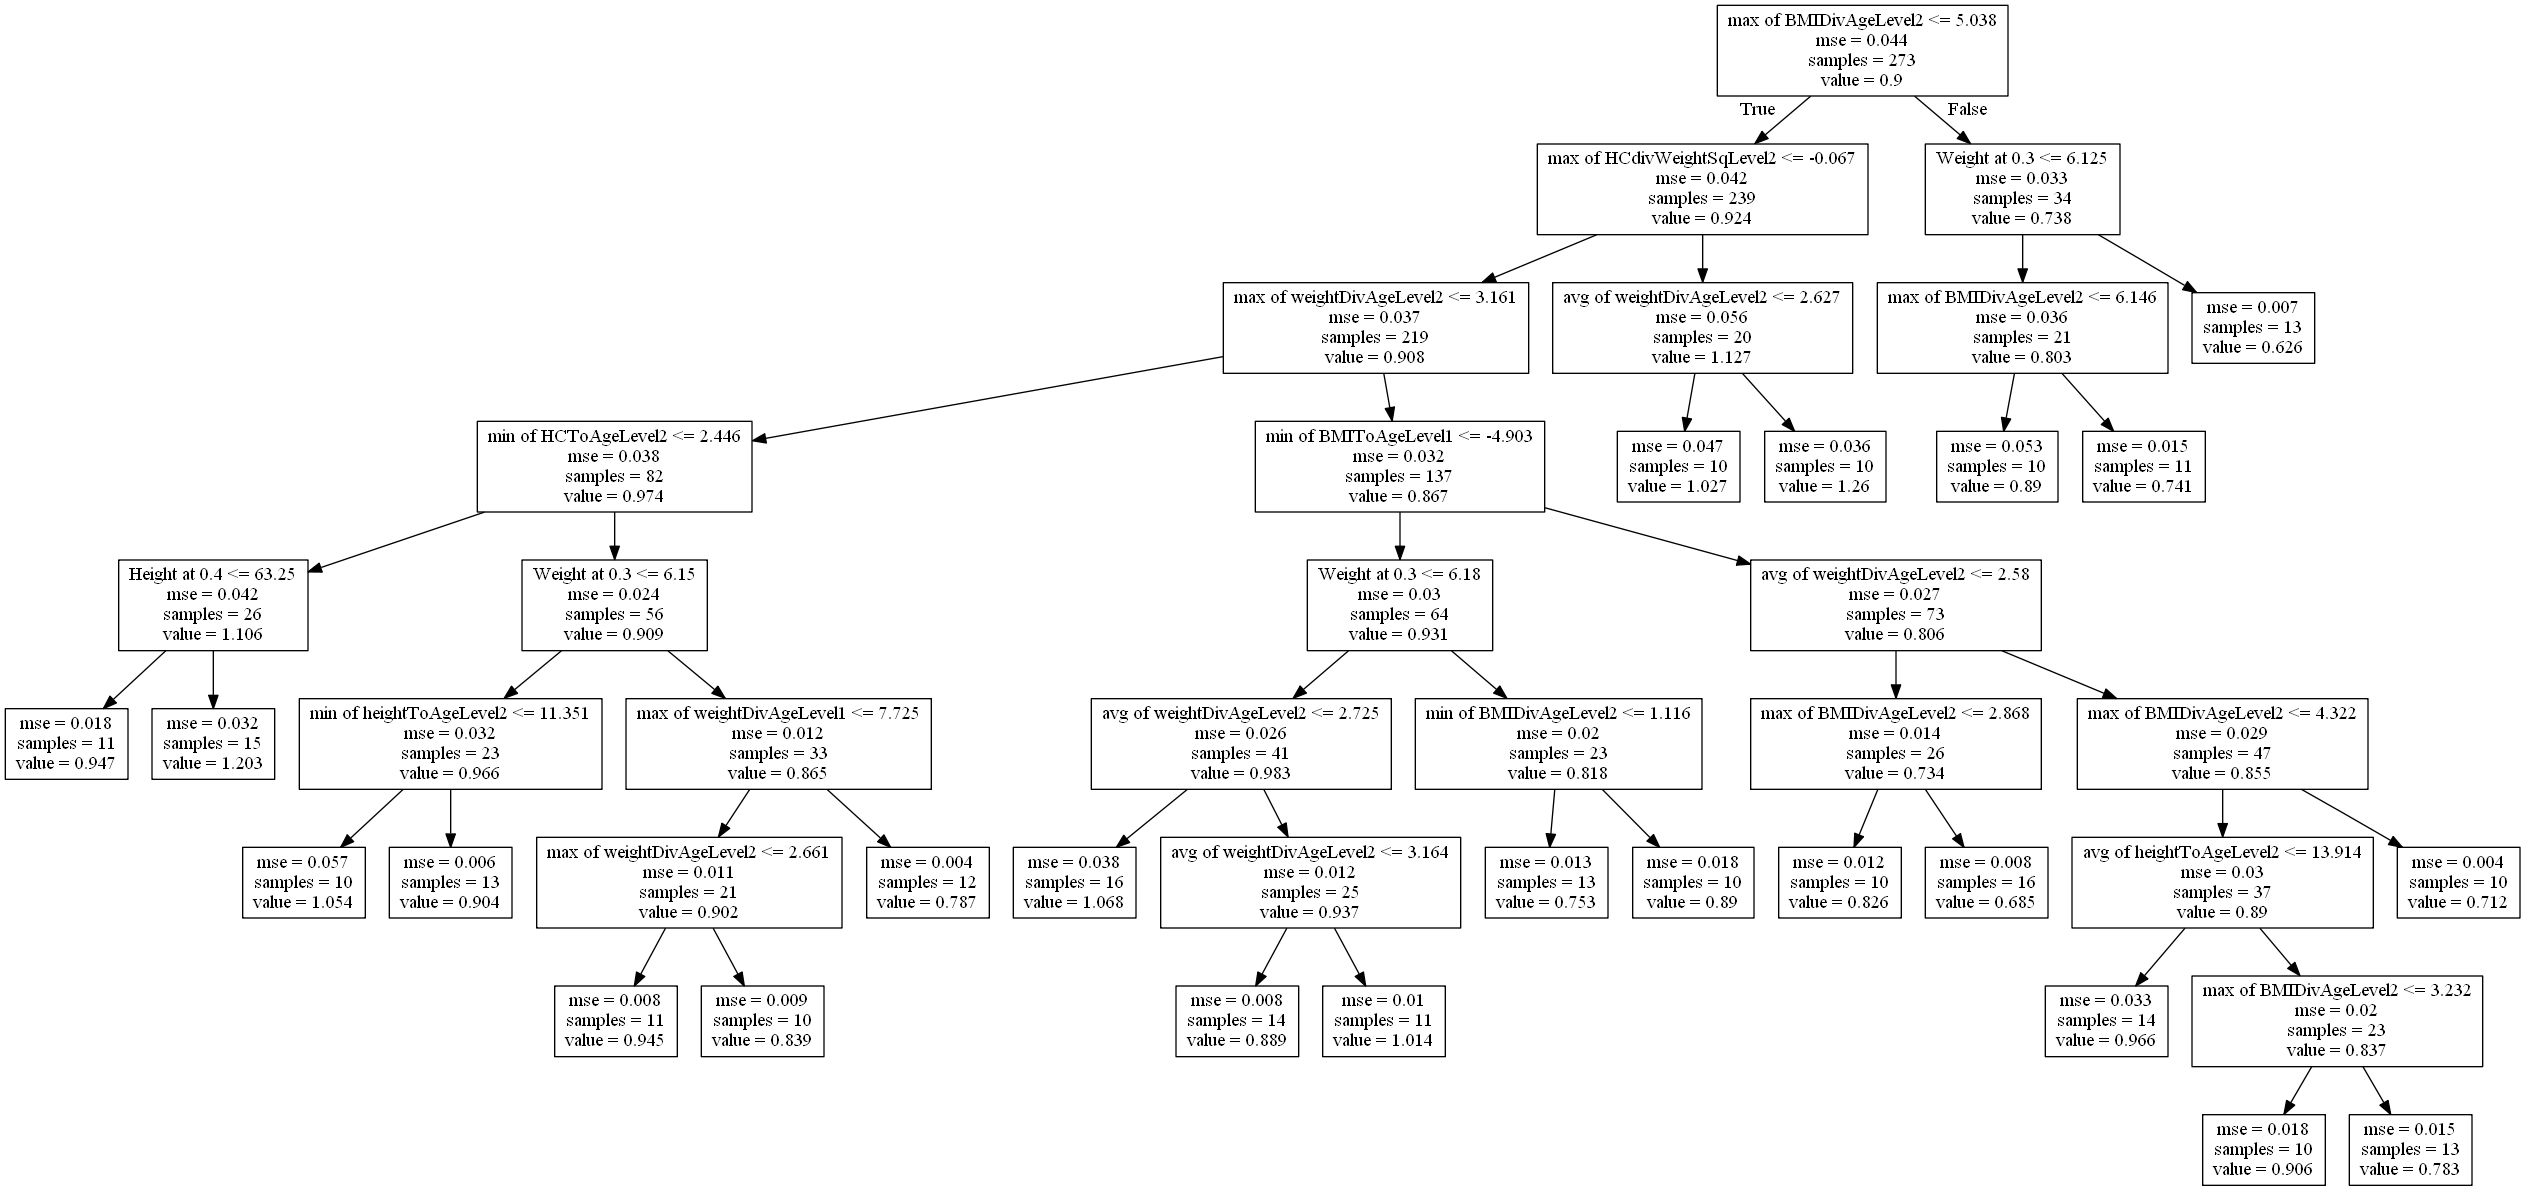 max of BMIDivAgeLevel2 <= 5.038
mse = 0.044
samples = 273
value = 0.9
True
False
max of HCdivWeightSqLevel2 <= -0.067
mse = 0.042
samples = 239
value = 0.924
Weight at 0.3 <= 6.125
mse = 0.033
samples = 34
value = 0.738
max of weightDivAgeLevel2 <= 3.161
mse = 0.037
samples = 219
value = 0.908
avg of weightDivAgeLevel2 <= 2.627
mse = 0.056
samples = 20
value = 1.127
max of BMIDivAgeLevel2 <= 6.146
mse = 0.036
samples = 21
value = 0.803
mse = 0.007
samples = 13
value = 0.626
min of HCToAgeLevel2 <= 2.446
mse = 0.038
samples = 82
value = 0.974
min of BMIToAgeLevel1 <= -4.903
mse = 0.032
samples = 137
value = 0.867
mse = 0.047
samples = 10
value = 1.027
mse = 0.036
samples = 10
value = 1.26
mse = 0.053
samples = 10
value = 0.89
mse = 0.015
samples = 11
value = 0.741
Height at 0.4 <= 63.25
mse = 0.042
samples = 26
value = 1.106
Weight at 0.3 <= 6.15
mse = 0.024
samples = 56
value = 0.909
Weight at 0.3 <= 6.18
mse = 0.03
samples = 64
value = 0.931
avg of weightDivAgeLevel2 <= 2.58
mse = 0.027
samples = 73
value = 0.806
mse = 0.018
samples = 11
value = 0.947
mse = 0.032
samples = 15
value = 1.203
min of heightToAgeLevel2 <= 11.351
mse = 0.032
samples = 23
value = 0.966
max of weightDivAgeLevel1 <= 7.725
mse = 0.012
samples = 33
value = 0.865
avg of weightDivAgeLevel2 <= 2.725
mse = 0.026
samples = 41
value = 0.983
min of BMIDivAgeLevel2 <= 1.116
mse = 0.02
samples = 23
value = 0.818
max of BMIDivAgeLevel2 <= 2.868
mse = 0.014
samples = 26
value = 0.734
max of BMIDivAgeLevel2 <= 4.322
mse = 0.029
samples = 47
value = 0.855
mse = 0.057
samples = 10
value = 1.054
mse = 0.006
samples = 13
value = 0.904
max of weightDivAgeLevel2 <= 2.661
mse = 0.011
samples = 21
value = 0.902
mse = 0.004
samples = 12
value = 0.787
mse = 0.038
samples = 16
value = 1.068
avg of weightDivAgeLevel2 <= 3.164
mse = 0.012
samples = 25
value = 0.937
mse = 0.013
samples = 13
value = 0.753
mse = 0.018
samples = 10
value = 0.89
mse = 0.012
samples = 10
value = 0.826
mse = 0.008
samples = 16
value = 0.685
avg of heightToAgeLevel2 <= 13.914
mse = 0.03
samples = 37
value = 0.89
mse = 0.004
samples = 10
value = 0.712
mse = 0.008
samples = 11
value = 0.945
mse = 0.009
samples = 10
value = 0.839
mse = 0.008
samples = 14
value = 0.889
mse = 0.01
samples = 11
value = 1.014
mse = 0.033
samples = 14
value = 0.966
max of BMIDivAgeLevel2 <= 3.232
mse = 0.02
samples = 23
value = 0.837
mse = 0.018
samples = 10
value = 0.906
mse = 0.015
samples = 13
value = 0.783